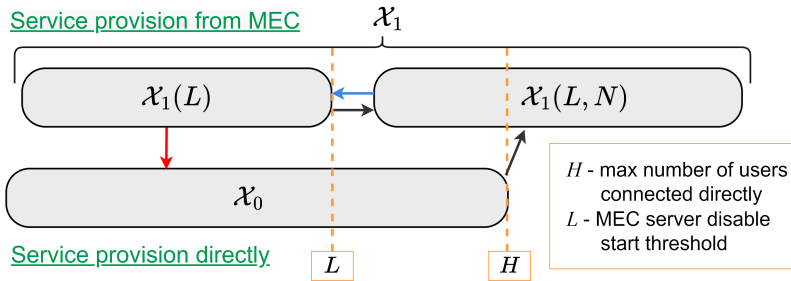 Service provision from MEC
𝒳₁
𝒳₁(L)
𝒳₁(L, N)
𝒳₀
H - max number of users
connected directly
L - MEC server disable
start threshold
Service provision directly
L
H